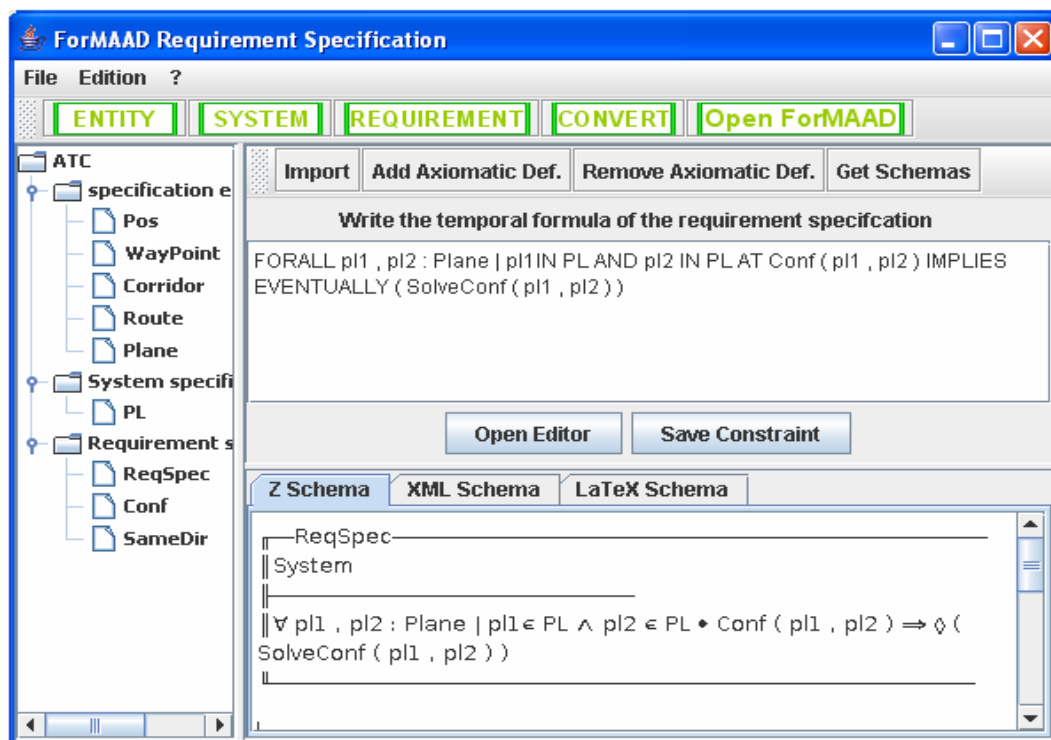 ForMAAD Requirement Specification
File Edition ?
ENTITY SYSTEM REQUIREMENT CONVERT Open ForMAAD
ATC
specification e
Pos
WayPoint
Corridor
Route
Plane
System specifi
PL
Requirement s
ReqSpec
Conf
SameDir
Import Add Axiomatic Def. Remove Axiomatic Def. Get Schemas
Write the temporal formula of the requirement specifcation
FORALL pl1 , pl2 : Plane | pl1IN PL AND pl2 IN PL AT Conf ( pl1 , pl2 ) IMPLIES
EVENTUALLY ( SolveConf ( pl1 , pl2 ) )
Open Editor Save Constraint
Z Schema XML Schema LaTeX Schema
ReqSpec
System
∀ pl1 , pl2 : Plane | pl1∈ PL ∧ pl2 ∈ PL • Conf ( pl1 , pl2 ) ⇒ ◊ (
SolveConf ( pl1 , pl2 ) )